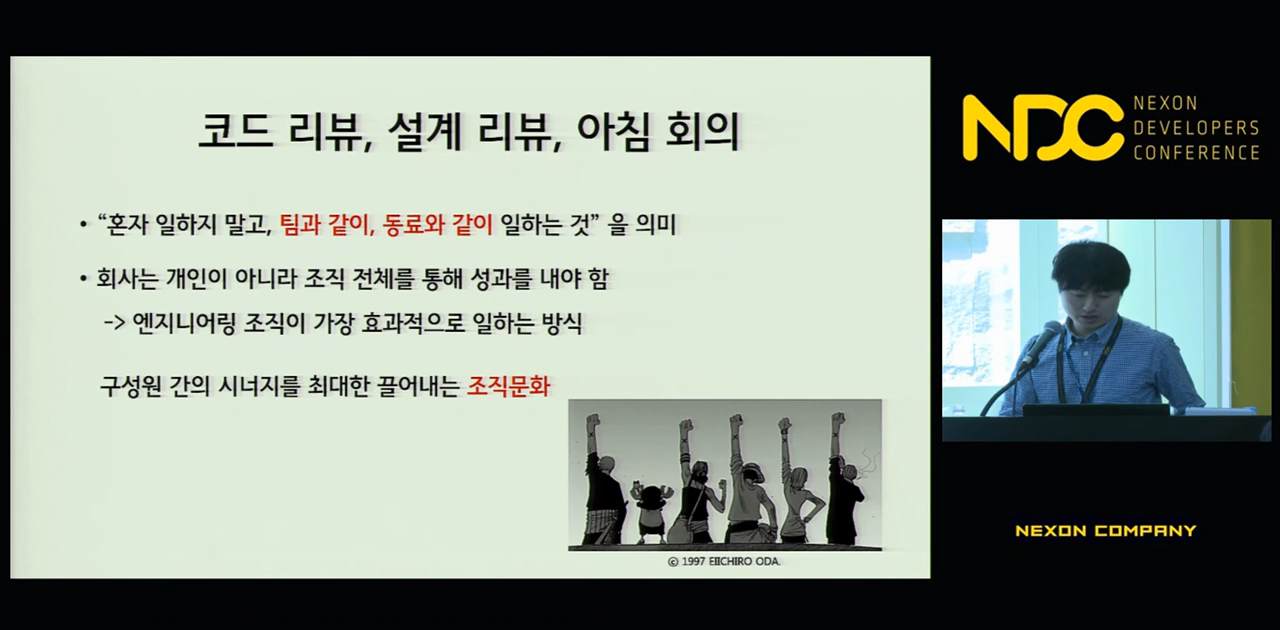 코드 리뷰, 설계 리뷰, 아침 회의
• “혼자 일하지 말고, 팀과 같이, 동료와 같이 일하는 것” 을 의미
• 회사는 개인이 아니라 조직 전체를 통해 성과를 내야 함
-> 엔지니어링 조직이 가장 효과적으로 일하는 방식
구성원 간의 시너지를 최대한 끌어내는 조직문화
© 1997 EIICHIRO ODA.
NDC
NEXON
DEVELOPERS
CONFERENCE
NEXON COMPANY